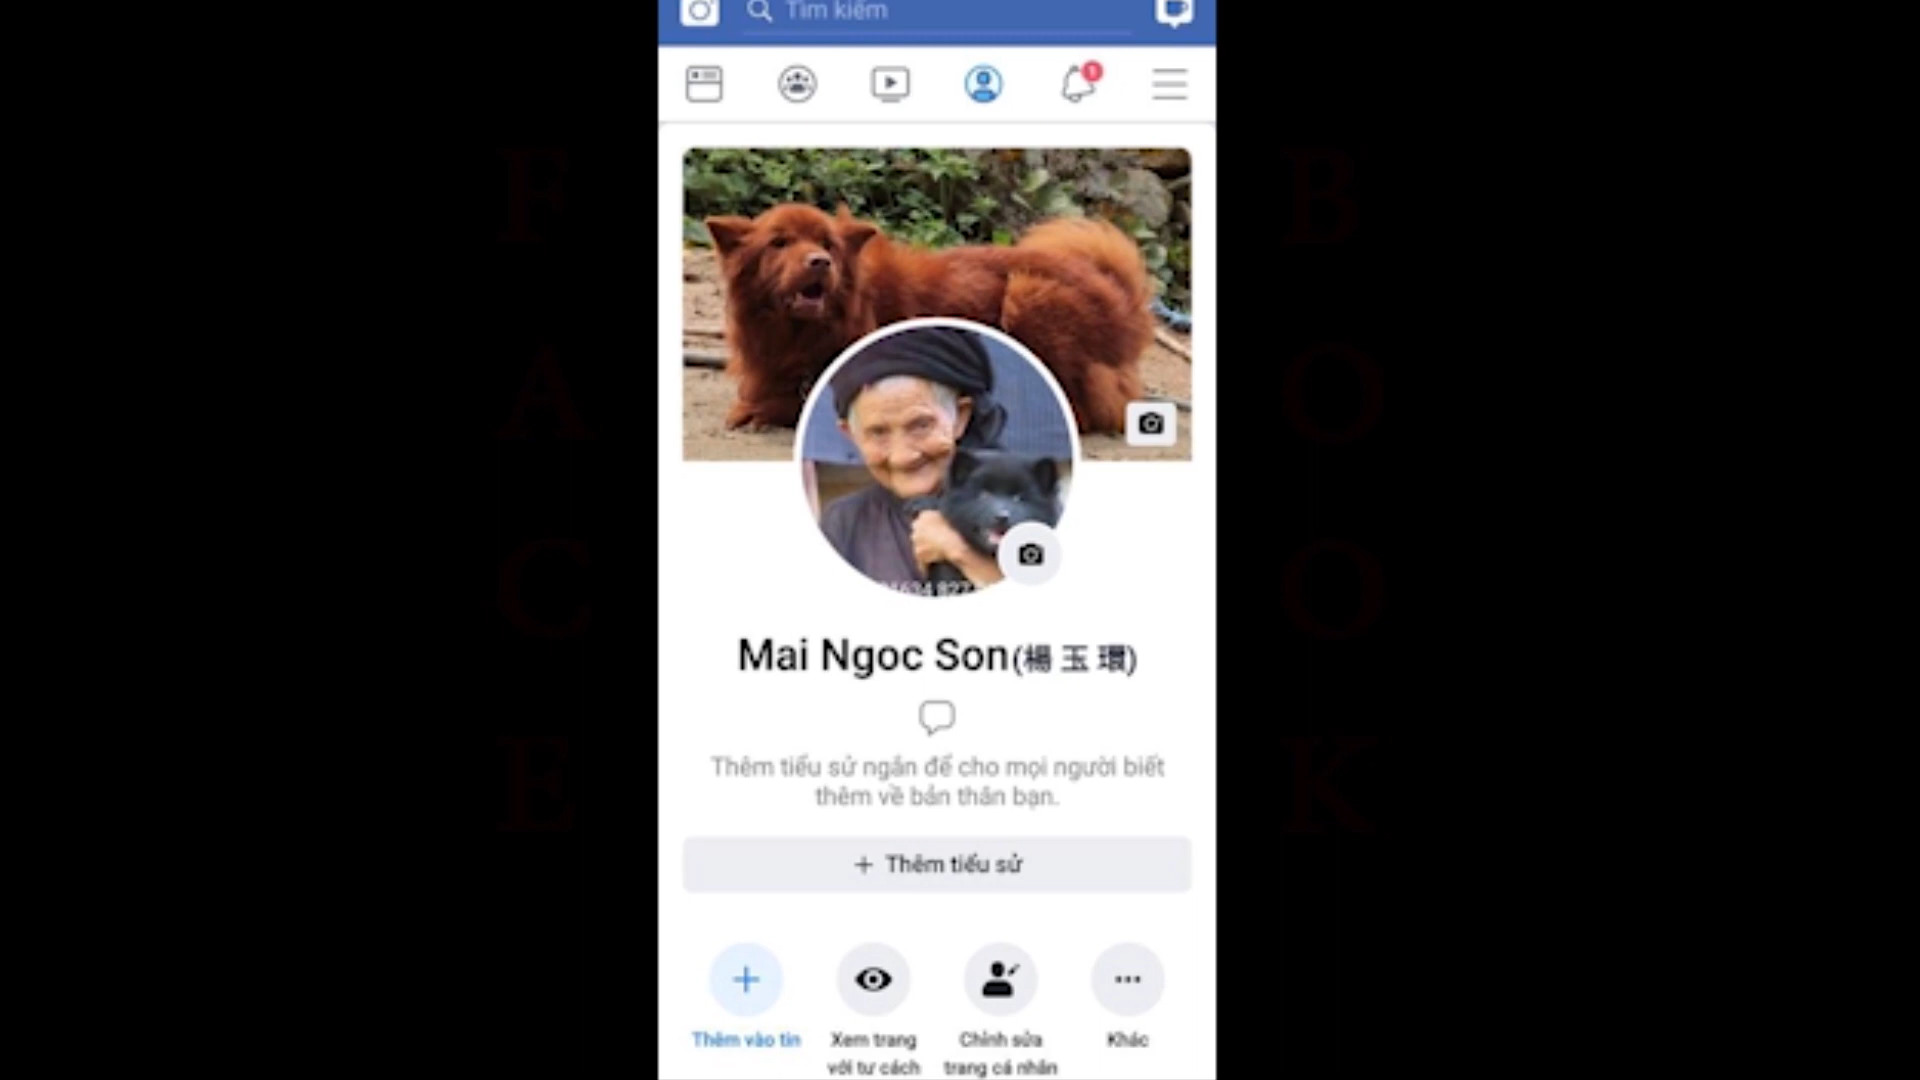 Tìm kiếm
1
F
A
C
E
B
O
O
K
Mai Ngoc Son(楊 玉 環)
Thêm tiểu sử ngắn để cho mọi người biết
thêm về bản thân bạn.
+ Thêm tiểu sử
Thêm vào tin
Xem trang
với tư cách
Chỉnh sửa
trang cá nhân
Khác